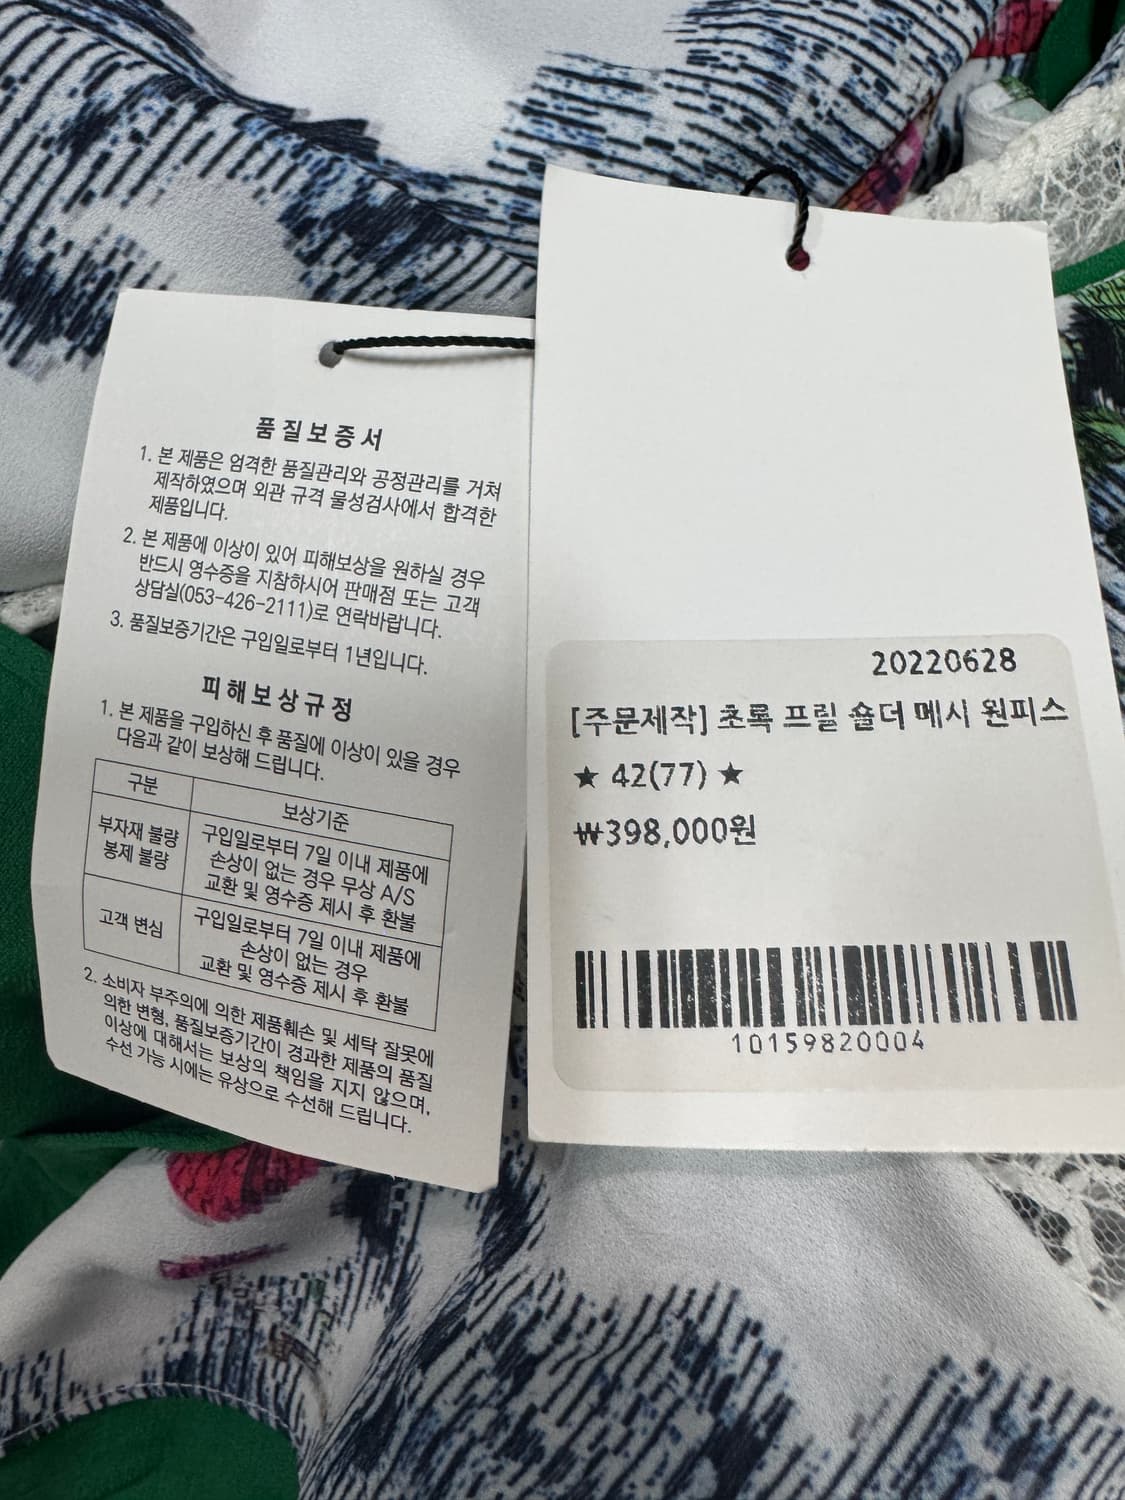 품질보증서
1. 본 제품은 엄격한 품질관리와 공정관리를 거쳐
제작하였으며 외관 규격 물성검사에서 합격한
제품입니다.
2. 본 제품에 이상이 있어 피해보상을 원하실 경우
반드시 영수증을 지참하시어 판매점 또는 고객
상담실(053-426-2111)로 연락바랍니다.
3. 품질보증기간은 구입일로부터 1년입니다.
피해보상규정
1. 본 제품을 구입하신 후 품질에 이상이 있을 경우
다음과 같이 보상해 드립니다.
구분
보상기준
부자재 불량
봉제 불량
구입일로부터 7일 이내 제품에
손상이 없는 경우 무상 A/S
교환 및 영수증 제시 후 환불
고객 변심
구입일로부터 7일 이내 제품에
손상이 없는 경우
교환 및 영수증 제시 후 환불
2. 소비자 부주의에 의한 제품훼손 및 세탁 잘못에
의한 변형, 품질보증기간이 경과한 제품의 품질
이상에 대해서는 보상의 책임을 지지 않으며,
수선 가능 시에는 유상으로 수선해 드립니다.
20220628
[주문제작] 초록 프릴 숄더 메시 원피스
★ 42(77) ★
₩398,000원
10159820004